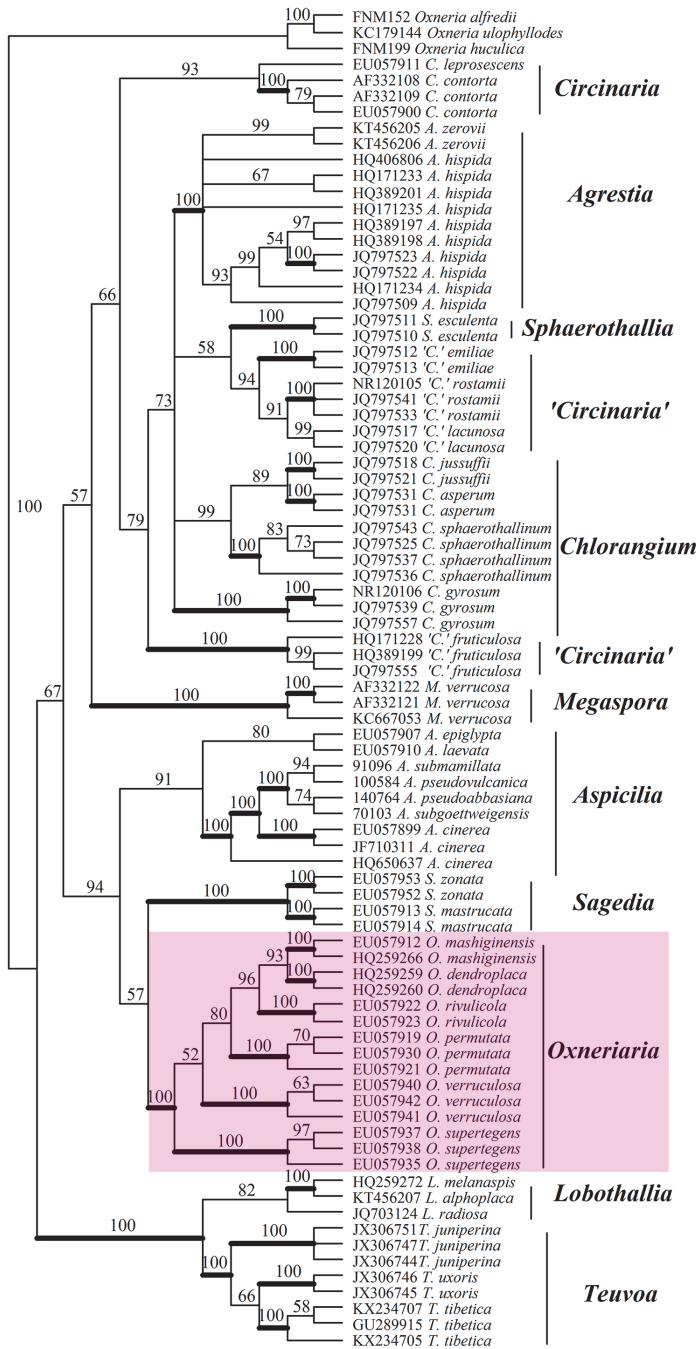 100
FNM152 Oxneria alfredii
KC179144 Oxneria ulophyllodes
FNM199 Oxneria huculica
93
EU057911 C. leprosescens
100
AF332108 C. contorta
79
AF332109 C. contorta
EU057900 C. contorta
Circinaria
99
KT456205 A. zerovii
KT456206 A. zerovii
HQ406806 A. hispida
67
HQ171233 A. hispida
HQ389201 A. hispida
100
HQ171235 A. hispida
97
HQ389197 A. hispida
54
HQ389198 A. hispida
99
100
JQ797523 A. hispida
93
JQ797522 A. hispida
HQ171234 A. hispida
JQ797509 A. hispida
Agrestia
66
100
JQ797511 S. esculenta
JQ797510 S. esculenta
Sphaerothallia
58
100
JQ797512 'C.' emiliae
JQ797513 'C.' emiliae
94
100
NR120105 'C.' rostamii
JQ797541 'C.' rostamii
91
JQ797533 'C.' rostamii
99
JQ797517 'C.' lacunosa
JQ797520 'C.' lacunosa
'Circinaria'
73
100
JQ797518 C. jussuffii
89
JQ797521 C. jussuffii
100
JQ797531 C. asperum
JQ797531 C. asperum
99
83
JQ797543 C. sphaerothallinum
100
73
JQ797525 C. sphaerothallinum
JQ797537 C. sphaerothallinum
JQ797536 C. sphaerothallinum
100
100
NR120106 C. gyrosum
JQ797539 C. gyrosum
JQ797557 C. gyrosum
Chlorangium
100
57
79
100
HQ171228 'C.' fruticulosa
99
HQ389199 'C.' fruticulosa
JQ797555 'C.' fruticulosa
'Circinaria'
100
100
AF332122 M. verrucosa
AF332121 M. verrucosa
KC667053 M. verrucosa
Megaspora
67
80
EU057907 A. epiglypta
EU057910 A. laevata
91
94
91096 A. submamillata
100
100584 A. pseudovulcanica
100
74
140764 A. pseudoabbasiana
70103 A. subgoettweigensis
100
100
EU057899 A. cinerea
JF710311 A. cinerea
HQ650637 A. cinerea
Aspicilia
94
100
100
EU057953 S. zonata
EU057952 S. zonata
100
EU057913 S. mastrucata
EU057914 S. mastrucata
Sagedia
57
100
EU057912 O. mashiginensis
93
HQ259266 O. mashiginensis
96
100
HQ259259 O. dendroplaca
HQ259260 O. dendroplaca
80
100
EU057922 O. rivulicola
EU057923 O. rivulicola
52
100
70
EU057919 O. permutata
EU057930 O. permutata
EU057921 O. permutata
100
63
EU057940 O. verruculosa
EU057942 O. verruculosa
EU057941 O. verruculosa
100
100
97
EU057937 O. supertegens
EU057938 O. supertegens
EU057935 O. supertegens
Oxneriaria
82
100
HQ259272 L. melanaspis
KT456207 L. alphoplaca
JQ703124 L. radiosa
Lobothallia
100
100
100
JX306751 T. juniperina
JX306747 T. juniperina
JX306744 T. juniperina
66
100
JX306746 T. uxoris
JX306745 T. uxoris
100
58
KX234707 T. tibetica
GU289915 T. tibetica
KX234705 T. tibetica
Teuvoa